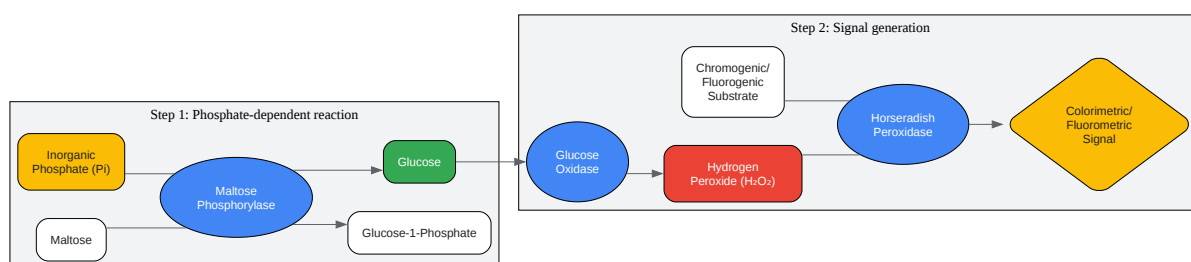 Step 1: Phosphate-dependent reaction
Inorganic
Phosphate (Pi)
Maltose
Maltose
Phosphorylase
Glucose
Glucose-1-Phosphate
Step 2: Signal generation
Glucose
Oxidase
Chromogenic/
Fluorogenic
Substrate
Hydrogen
Peroxide (H₂O₂)
Horseradish
Peroxidase
Colorimetric/
Fluorometric
Signal